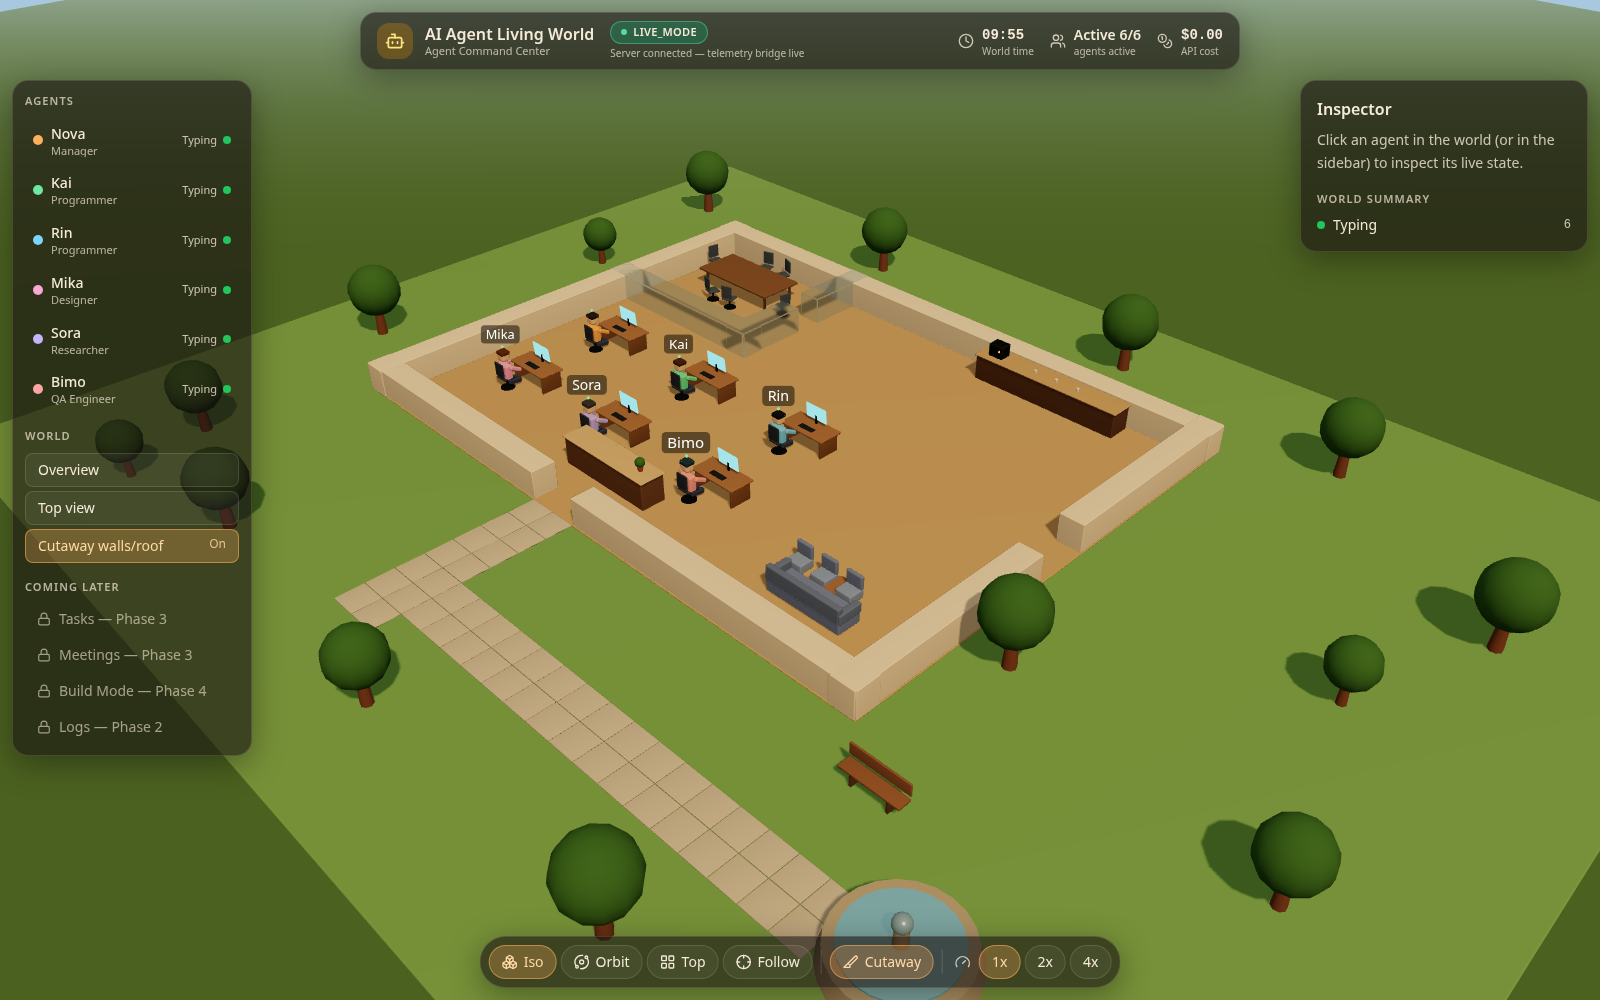 AI Agent Living World
Agent Command Center
LIVE_MODE
Server connected — telemetry bridge live
09:55
World time
Active 6/6
agents active
$0.00
API cost
AGENTS
Nova
Manager
Typing
Kai
Programmer
Typing
Rin
Programmer
Typing
Mika
Designer
Typing
Sora
Researcher
Typing
Bimo
QA Engineer
Typing
WORLD
Overview
Top view
Cutaway walls/roof
On
COMING LATER
Tasks — Phase 3
Meetings — Phase 3
Build Mode — Phase 4
Logs — Phase 2
Mika
Kai
Sora
Rin
Bimo
Inspector
Click an agent in the world (or in the
sidebar) to inspect its live state.
WORLD SUMMARY
Typing
6
Iso
Orbit
Top
Follow
Cutaway
1x
2x
4x